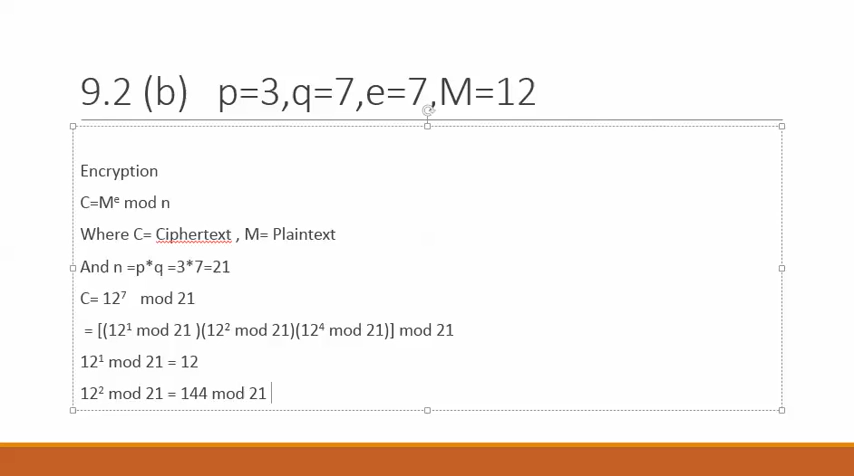 9.2 (b) p=3,q=7,e=7,M=12
Encryption
C=Mᵉ mod n
Where C= Ciphertext , M= Plaintext
And n =p*q =3*7=21
C= 12⁷ mod 21
= [(12¹ mod 21 )(12² mod 21)(12⁴ mod 21)] mod 21
12¹ mod 21 = 12
12² mod 21 = 144 mod 21